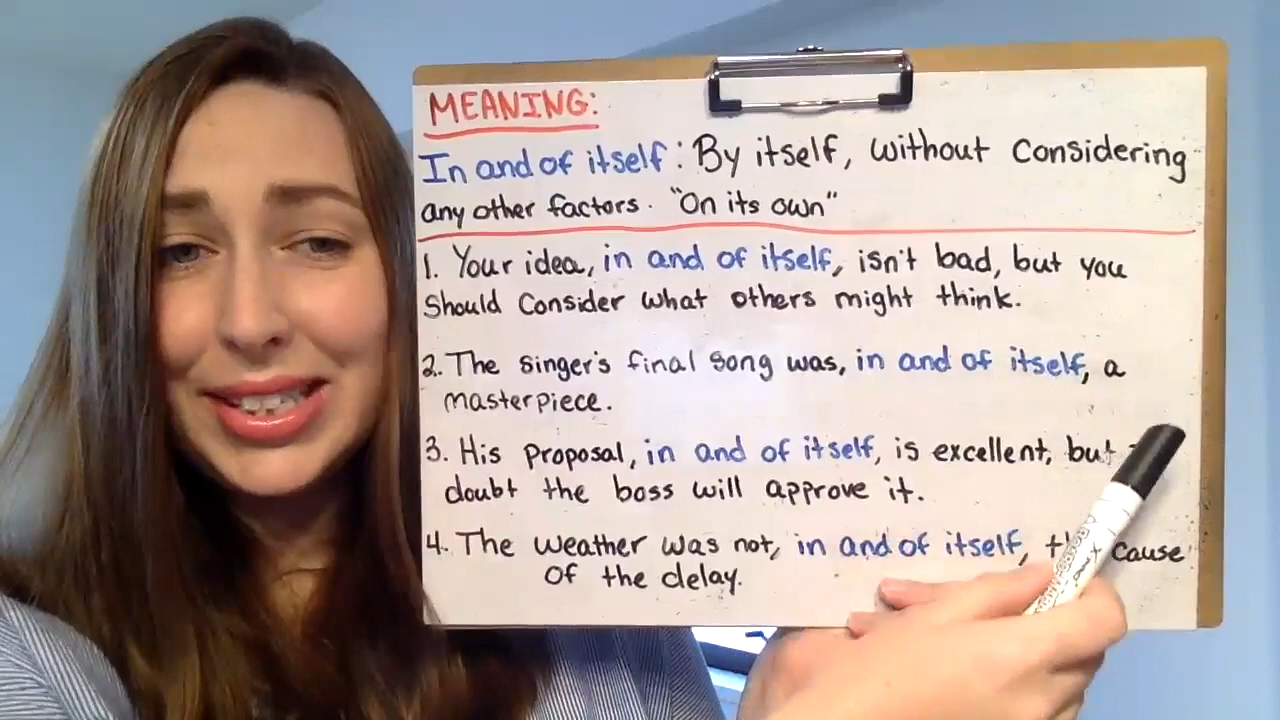 MEANING:
In and of itself: By itself, without considering
any other factors. "On its own"
1. Your idea, in and of itself, isn't bad, but you
should consider what others might think.
2. The singer's final song was, in and of itself, a
masterpiece.
3. His proposal, in and of itself, is excellent, but
doubt the boss will approve it.
4. The weather was not, in and of itself, cause
of the delay.